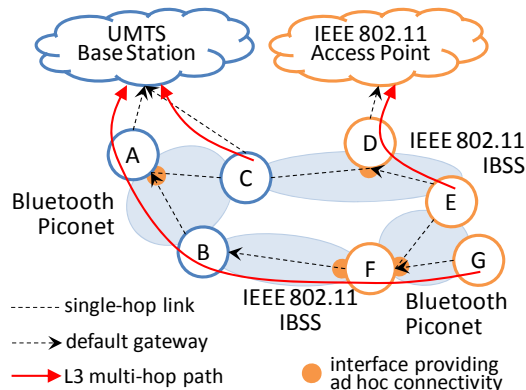 UMTS
Base Station
IEEE 802.11
Access Point
A
D
IEEE 802.11
IBSS
C
Bluetooth
Piconet
E
B
G
F
IEEE 802.11
IBSS
Bluetooth
Piconet
single-hop link
default gateway
L3 multi-hop path
interface providing
ad hoc connectivity